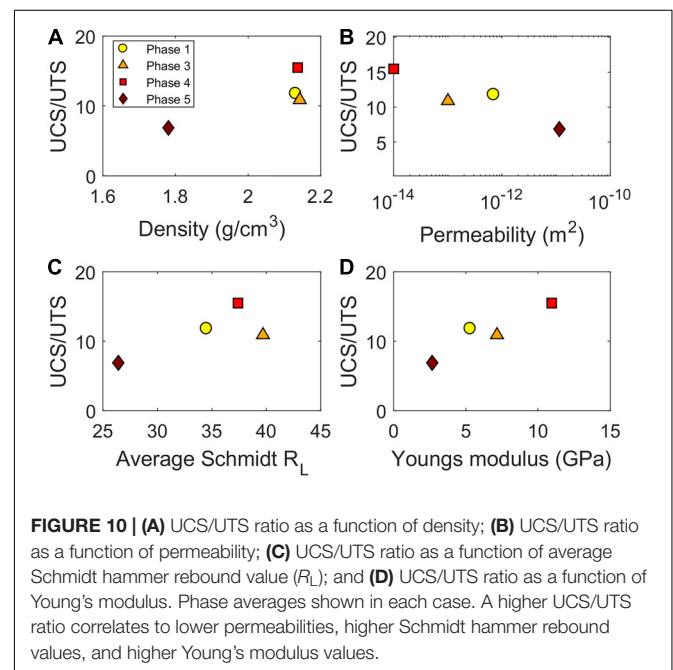 A
B
20
10
0
UCS/UTS
Phase 1
Phase 3
Phase 4
Phase 5
1.6
1.8
2
2.2
Density (g/cm³)
20
15
10
5
UCS/UTS
10⁻¹⁴
10⁻¹²
10⁻¹⁰
Permeability (m²)
C
D
20
10
0
UCS/UTS
25
30
35
40
45
Average Schmidt R_L
20
10
0
UCS/UTS
0
5
10
15
Youngs modulus (GPa)
FIGURE 10 | (A) UCS/UTS ratio as a function of density; (B) UCS/UTS ratio
as a function of permeability; (C) UCS/UTS ratio as a function of average
Schmidt hammer rebound value (R_L); and (D) UCS/UTS ratio as a function of
Young's modulus. Phase averages shown in each case. A higher UCS/UTS
ratio correlates to lower permeabilities, higher Schmidt hammer rebound
values, and higher Young's modulus values.